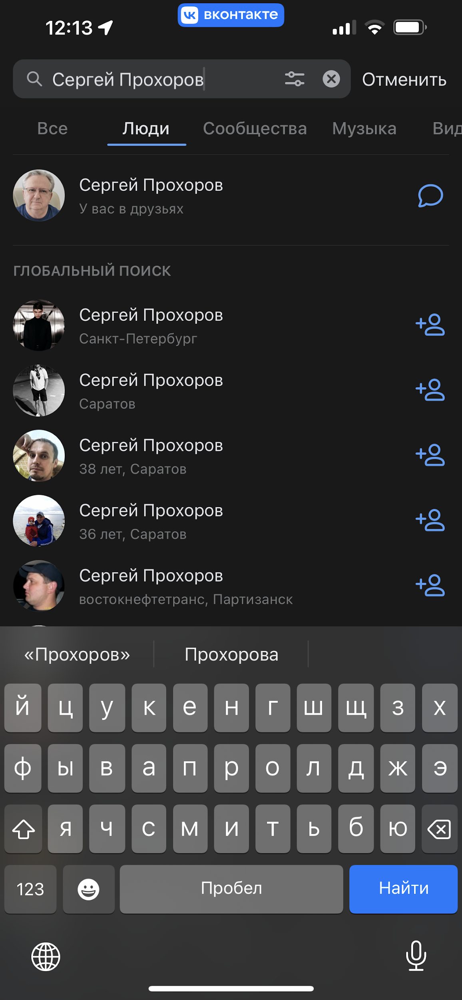 вконтакте
12:13
Сергей Прохоров
Отменить
Все
Люди
Сообщества
Музыка
Вид
Сергей Прохоров
У вас в друзьях
ГЛОБАЛЬНЫЙ ПОИСК
Сергей Прохоров
Санкт-Петербург
Сергей Прохоров
Саратов
Сергей Прохоров
38 лет, Саратов
Сергей Прохоров
36 лет, Саратов
Сергей Прохоров
востокнефтетранс, Партизанск
«Прохоров»
Прохорова
й ц у к е н г ш щ з х
ф ы в а п р о л д ж э
я ч с м и т ь б ю
123
Пробел
Найти